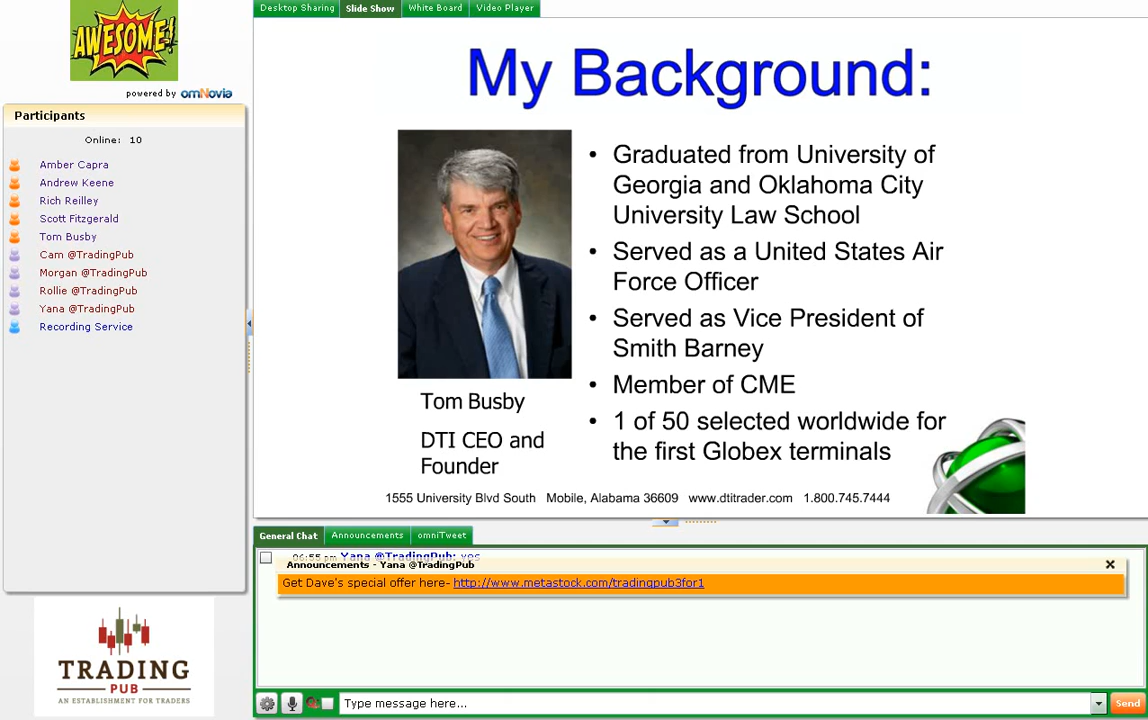 AWESOME!
powered by omNovia
Participants
Online: 10
Amber Capra
Andrew Keene
Rich Reilley
Scott Fitzgerald
Tom Busby
Cam @TradingPub
Morgan @TradingPub
Rollie @TradingPub
Yana @TradingPub
Recording Service
TRADING
PUB
AN ESTABLISHMENT FOR TRADERS
Desktop Sharing Slide Show White Board Video Player
My Background:
• Graduated from University of
Georgia and Oklahoma City
University Law School
• Served as a United States Air
Force Officer
• Served as Vice President of
Smith Barney
• Member of CME
• 1 of 50 selected worldwide for
the first Globex terminals
Tom Busby
DTI CEO and
Founder
1555 University Blvd South Mobile, Alabama 36609 www.dtitrader.com 1.800.745.7444
General Chat Announcements omniTweet
06:55 pm Yana @TradingPub: yes
Announcements - Yana @TradingPub
Get Dave's special offer here- http://www.metastock.com/tradingpub3for1
Type message here...
Send